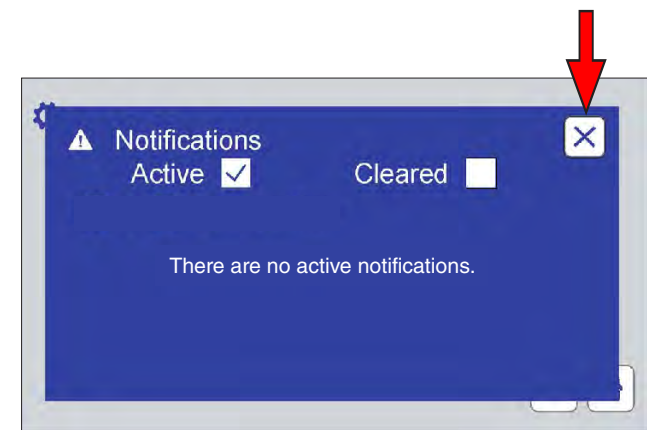 Notifications
Active Cleared
There are no active notifications.